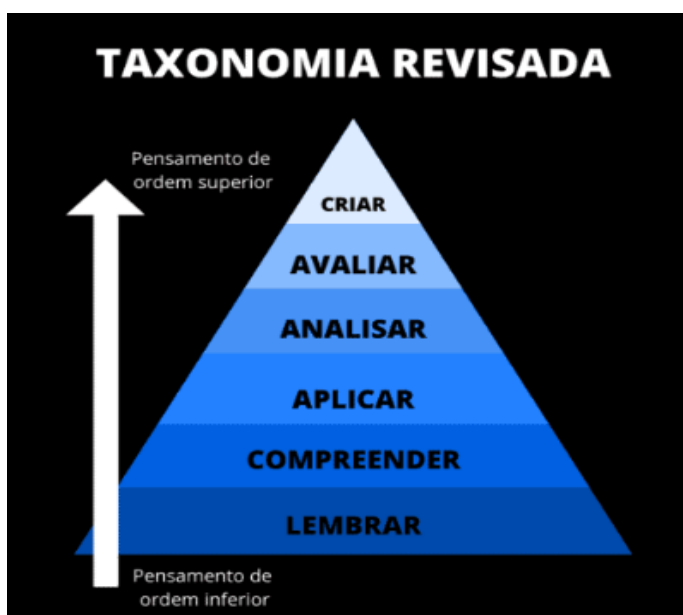 TAXONOMIA REVISADA
Pensamento de
ordem superior
CRIAR
AVALIAR
ANALISAR
APLICAR
COMPREENDER
LEMBRAR
Pensamento de
ordem inferior